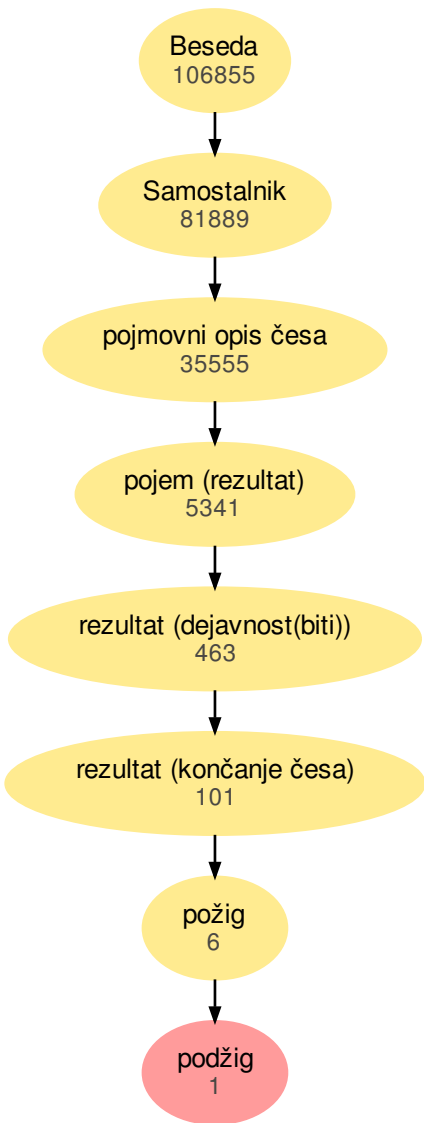 Beseda
106855
Samostalnik
81889
pojmovni opis česa
35555
pojem (rezultat)
5341
rezultat (dejavnost(biti))
463
rezultat (končanje česa)
101
požig
6
podžig
1